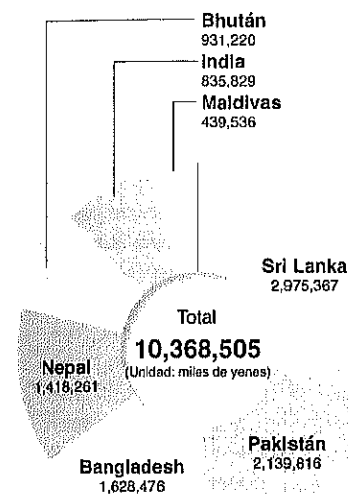 Bhután
931,220
India
835,829
Maldivas
439,536
Sri Lanka
2,975,367
Total
10,368,505
(Unidad: miles de yenes)
Nepal
1,418,261
Pakistán
2,139,816
Bangladesh
1,628,476